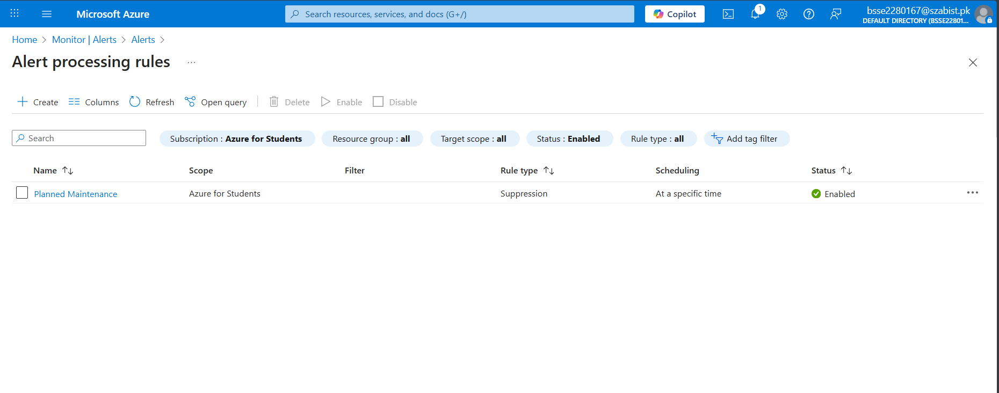 Microsoft Azure
Search resources, services, and docs (G+/)
Copilot
1
bsse2280167@szabist.pk
DEFAULT DIRECTORY (BSSE22801...
Home > Monitor | Alerts > Alerts >
Alert processing rules ...
Create Columns Refresh Open query Delete Enable Disable
Search
Subscription : Azure for Students Resource group : all Target scope : all Status : Enabled Rule type : all Add tag filter
Name Scope Filter Rule type Scheduling Status
Planned Maintenance Azure for Students Suppression At a specific time Enabled ...